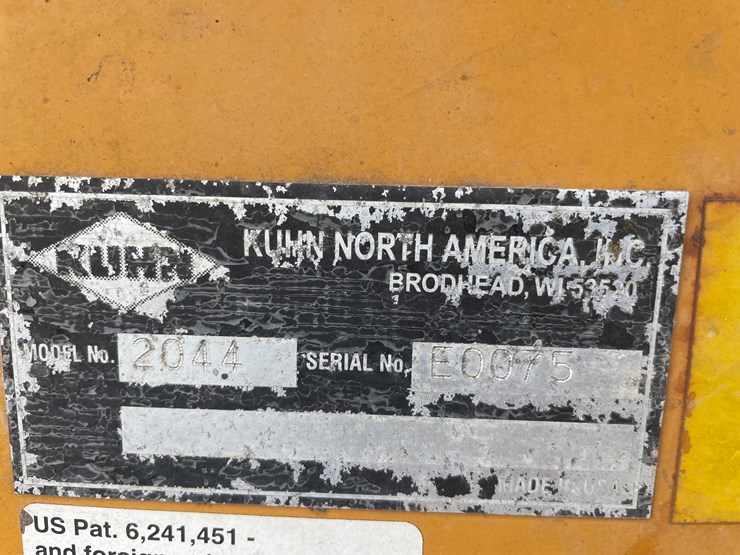 KUHN
KUHN NORTH AMERICA, INC.
BRODHEAD, WI 53520
MODEL No. 2044 SERIAL No. E0075
MADE IN USA
US Pat. 6,241,451 -
and foreign